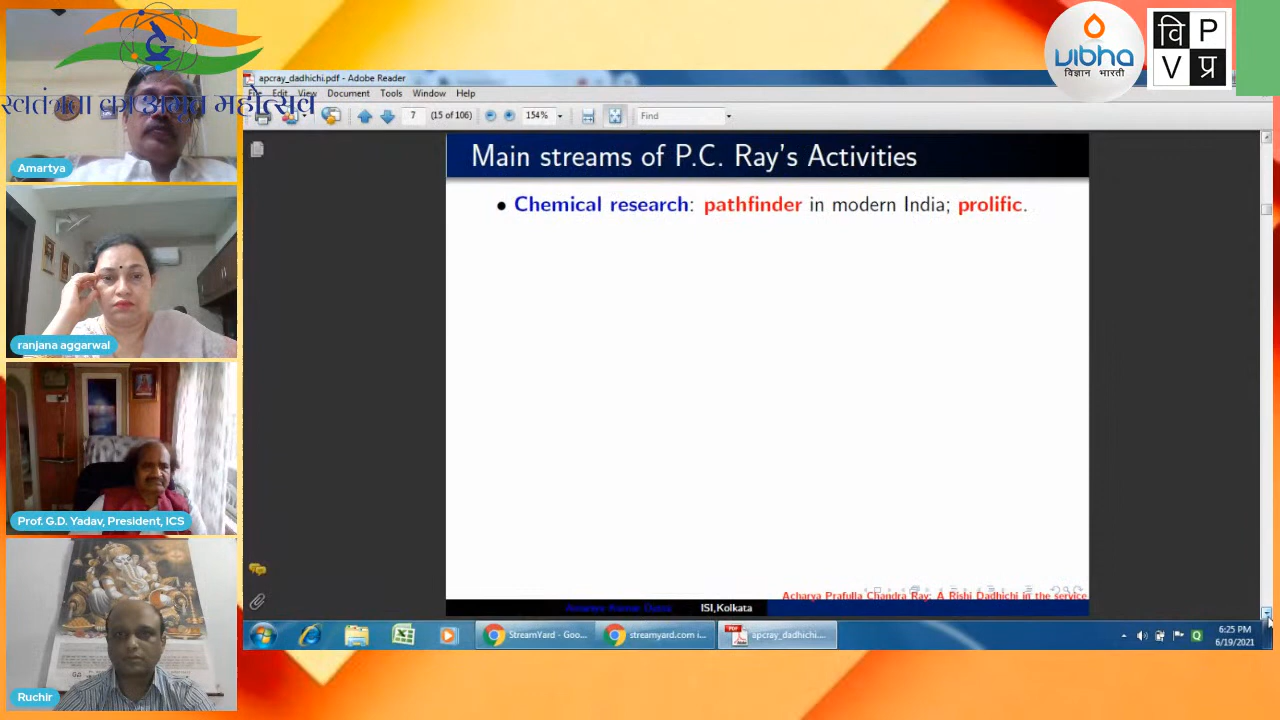 स्वतंत्रता का अमृत महोत्सव
Amartya
ranjana aggarwal
Prof. G.D. Yadav, President, ICS
Ruchir
vibha
विज्ञान भारती
वि P
V प्र
apcray_dadhichi.pdf - Adobe Reader
Edit View Document Tools Window Help
7 (15 of 106) 154% Find
Main streams of P.C. Ray's Activities
• Chemical research: pathfinder in modern India; prolific.
Acharya Prafulla Chandra Ray: A Rishi Dadhichi in the service
ISI,Kolkata
StreamYard - Goo... streamyard.com i... apcray_dadhichi....
6:25 PM
6/19/2021